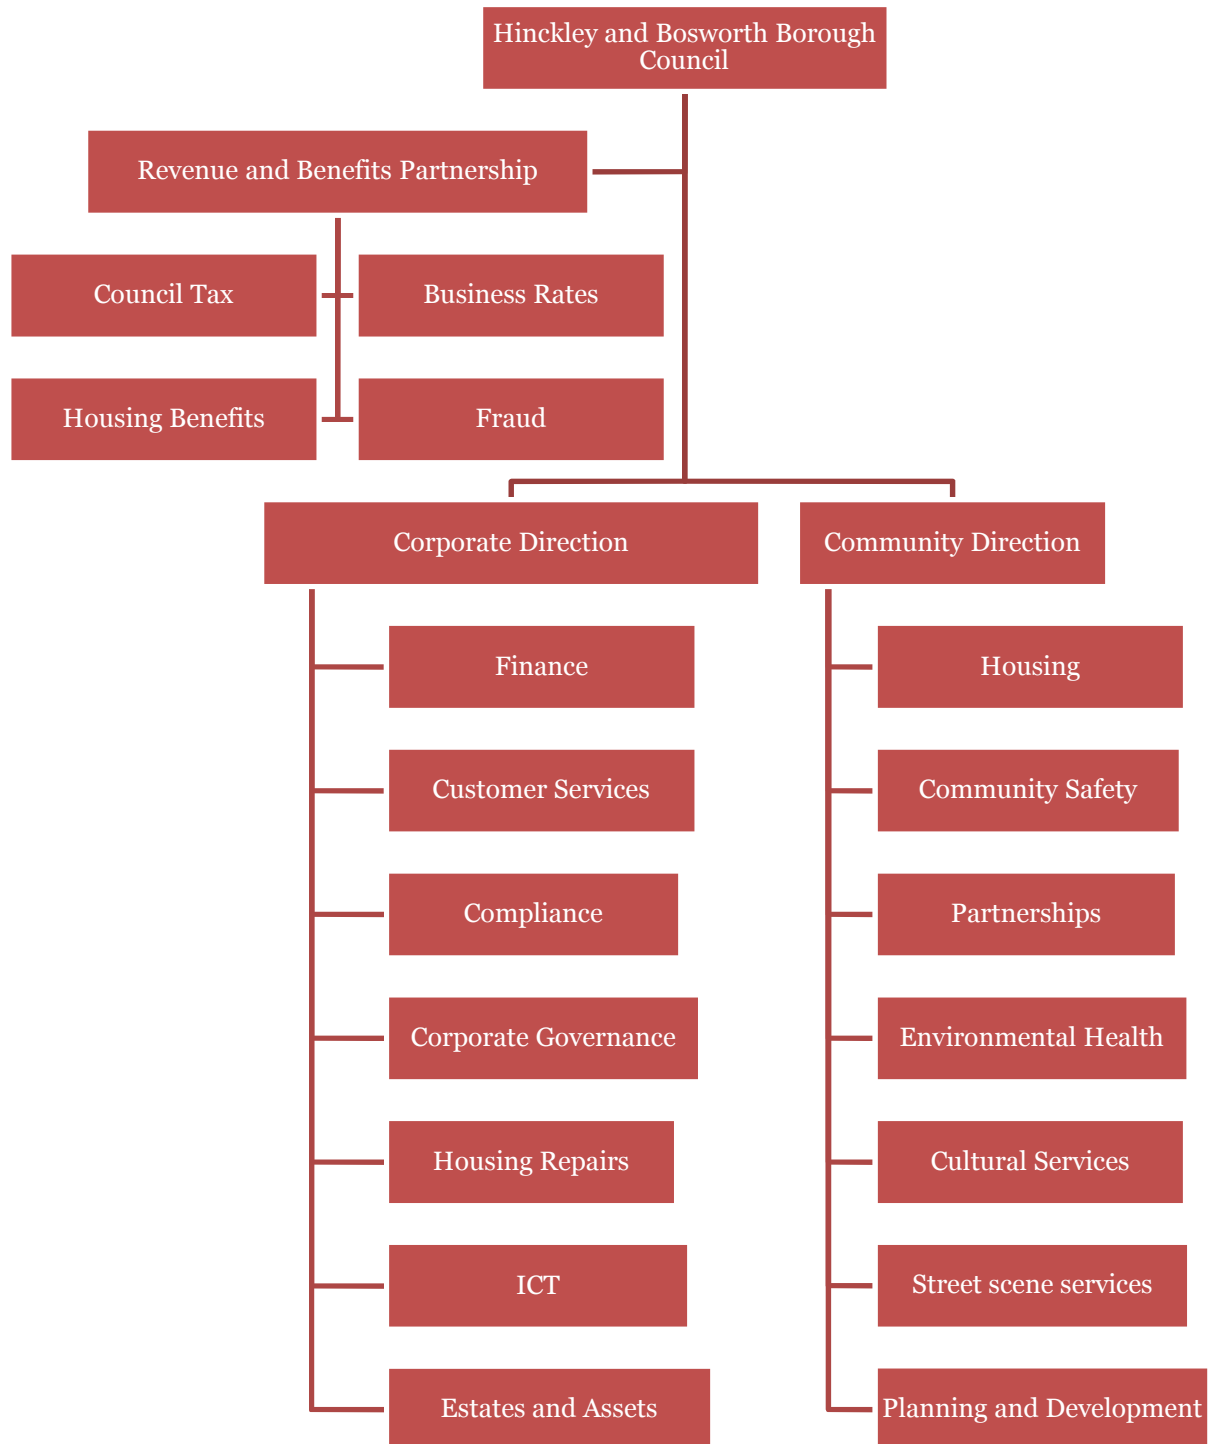 Hinckley and Bosworth Borough
Council
Revenue and Benefits Partnership
Council Tax
Business Rates
Housing Benefits
Fraud
Corporate Direction
Finance
Customer Services
Compliance
Corporate Governance
Housing Repairs
ICT
Estates and Assets
Community Direction
Housing
Community Safety
Partnerships
Environmental Health
Cultural Services
Street scene services
Planning and Development